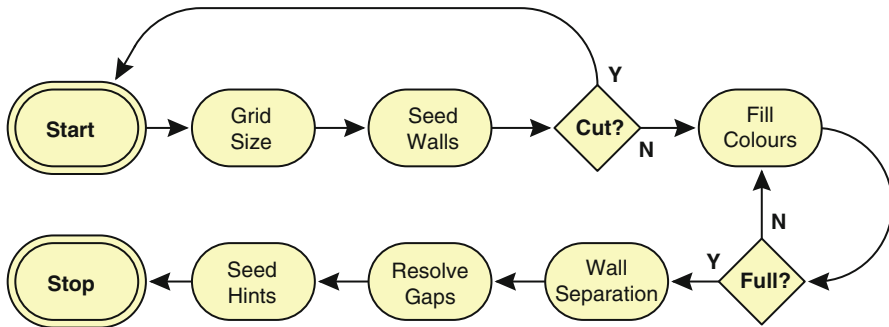 Y
Start
Grid
Size
Seed
Walls
Cut?
N
Fill
Colours
N
Stop
Seed
Hints
Resolve
Gaps
Wall
Separation
Y
Full?